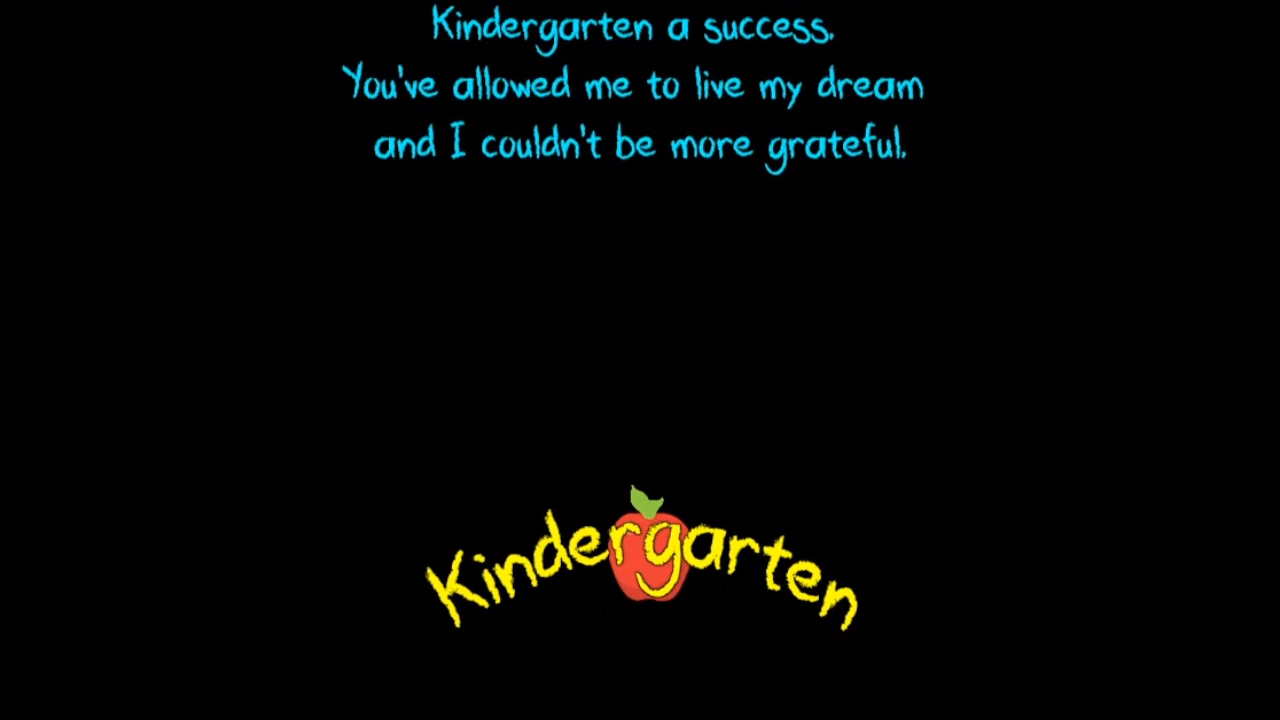 Kindergarten a success.
You've allowed me to live my dream
and I couldn't be more grateful.
Kindergarten